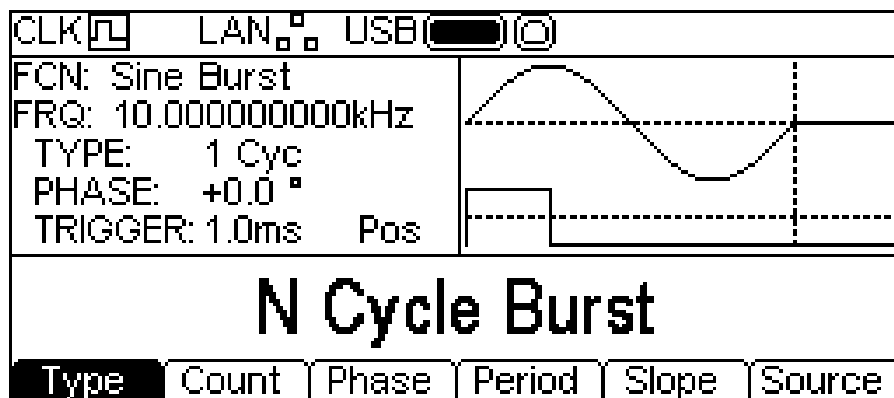 CLK LAN USB
FCN: Sine Burst
FRQ: 10.000000000kHz
TYPE: 1 Cyc
PHASE: +0.0 °
TRIGGER: 1.0ms Pos
N Cycle Burst
Type Count Phase Period Slope Source